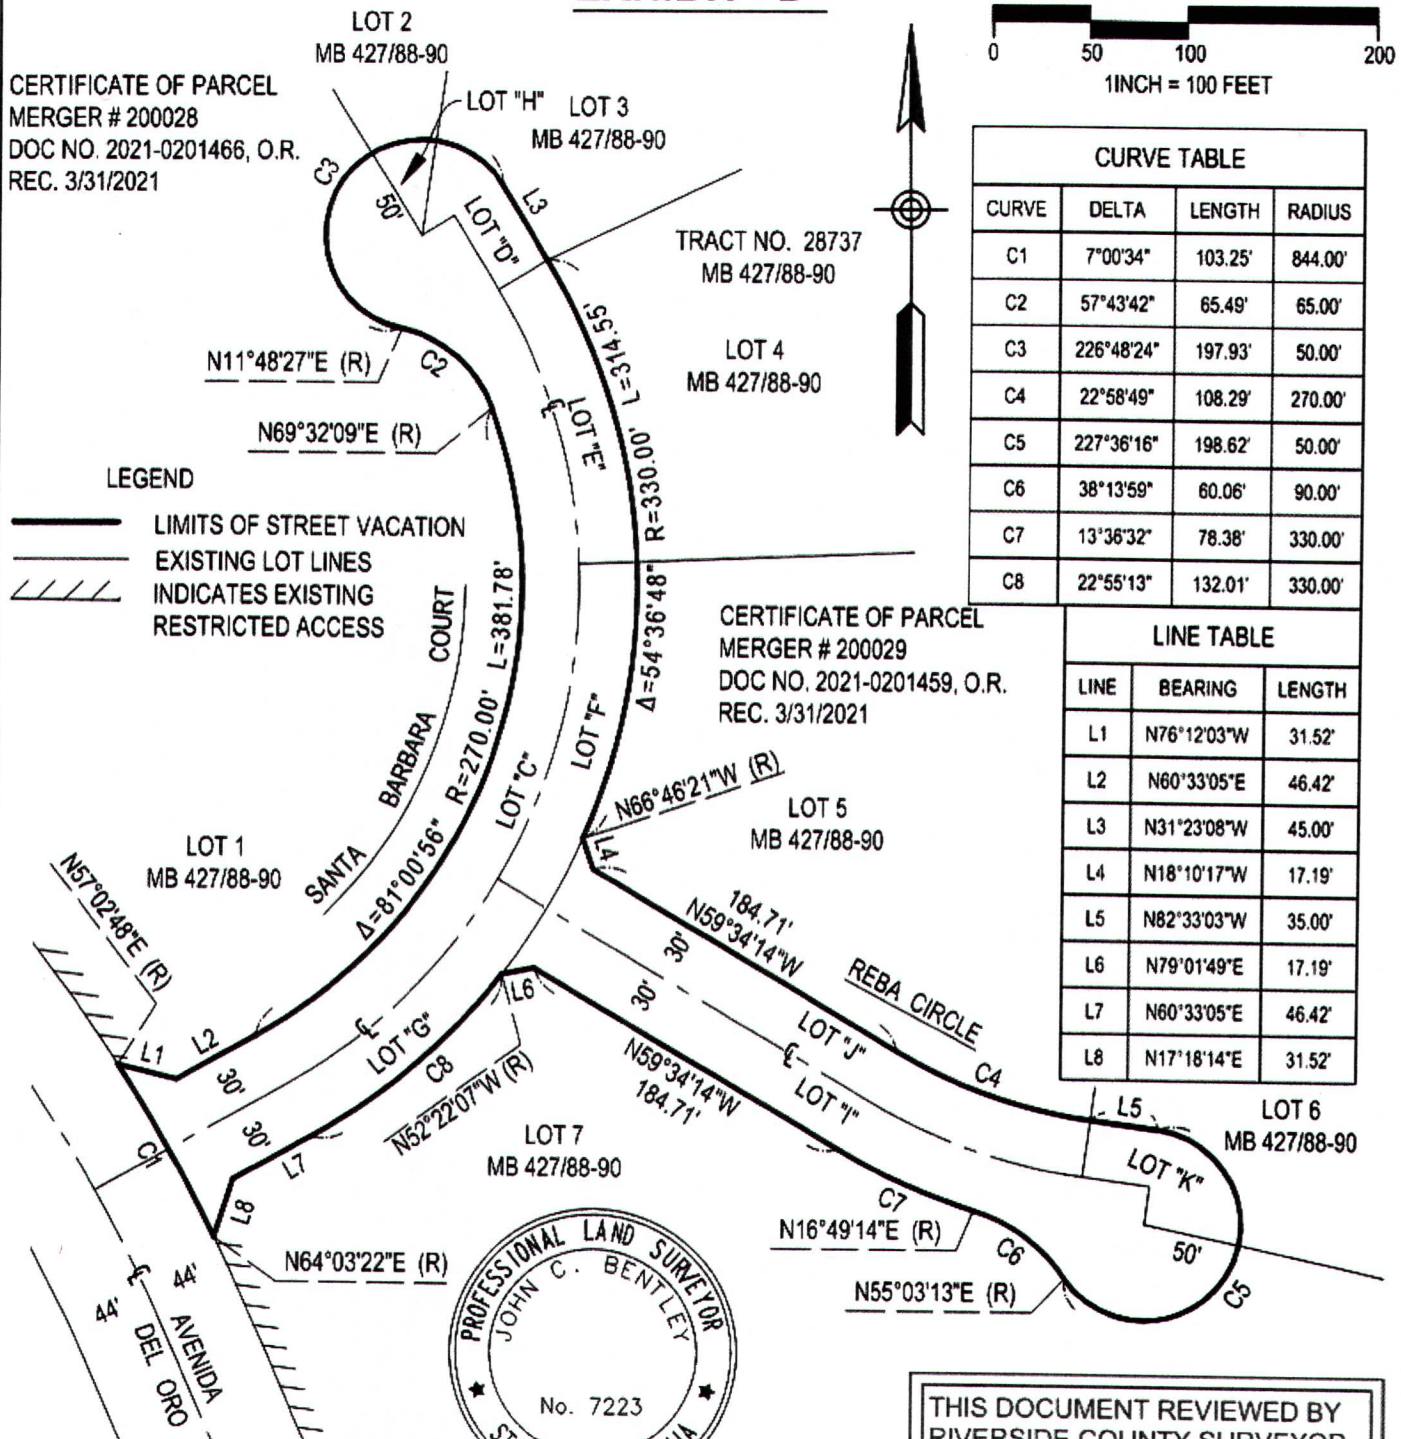 LOT 2
MB 427/88-90
CERTIFICATE OF PARCEL
MERGER # 200028
DOC NO. 2021-0201466, O.R.
REC. 3/31/2021
LOT "H"
LOT 3
MB 427/88-90
0 50 100 200
1INCH = 100 FEET
C3
50'
LOT "D"
L3
TRACT NO. 28737
MB 427/88-90
LOT 4
MB 427/88-90
N11°48'27"E (R)
C2
N69°32'09"E (R)
LOT "E"
Δ=54°36'48" R=330.00' L=314.55'
LEGEND
LIMITS OF STREET VACATION
EXISTING LOT LINES
INDICATES EXISTING
RESTRICTED ACCESS
CURVE TABLE
CURVE DELTA LENGTH RADIUS
C1 7°00'34" 103.25' 844.00'
C2 57°43'42" 65.49' 65.00'
C3 226°48'24" 197.93' 50.00'
C4 22°58'49" 108.29' 270.00'
C5 227°36'16" 198.62' 50.00'
C6 38°13'59" 60.06' 90.00'
C7 13°36'32" 78.38' 330.00'
C8 22°55'13" 132.01' 330.00'
LINE TABLE
LINE BEARING LENGTH
L1 N76°12'03"W 31.52'
L2 N60°33'05"E 46.42'
L3 N31°23'08"W 45.00'
L4 N18°10'17"W 17.19'
L5 N82°33'03"W 35.00'
L6 N79°01'49"E 17.19'
L7 N60°33'05"E 46.42'
L8 N17°18'14"E 31.52'
SANTA BARBARA COURT
Δ=81°00'56" R=270.00' L=381.78'
CERTIFICATE OF PARCEL
MERGER # 200029
DOC NO. 2021-0201459, O.R.
REC. 3/31/2021
LOT "F"
LOT "C"
N66°46'21"W (R)
L4
LOT 5
MB 427/88-90
LOT 1
MB 427/88-90
N57°02'48"E (R)
L1
L2
30'
30'
LOT "G"
C8
L6
N52°22'07"W (R)
184.71'
N59°34'14"W
30'
30'
REBA CIRCLE
LOT "J"
LOT "I"
N59°34'14"W
184.71'
C4
L5
LOT 6
MB 427/88-90
LOT "K"
C1
L7
L8
LOT 7
MB 427/88-90
C7
N16°49'14"E (R)
C6
N55°03'13"E (R)
50'
C5
N64°03'22"E (R)
44'
44'
AVENIDA
DEL ORO
PROFESSIONAL LAND SURVEYOR
JOHN C. BENTLEY
No. 7223
THIS DOCUMENT REVIEWED BY
RIVERSIDE COUNTY SURVEYOR